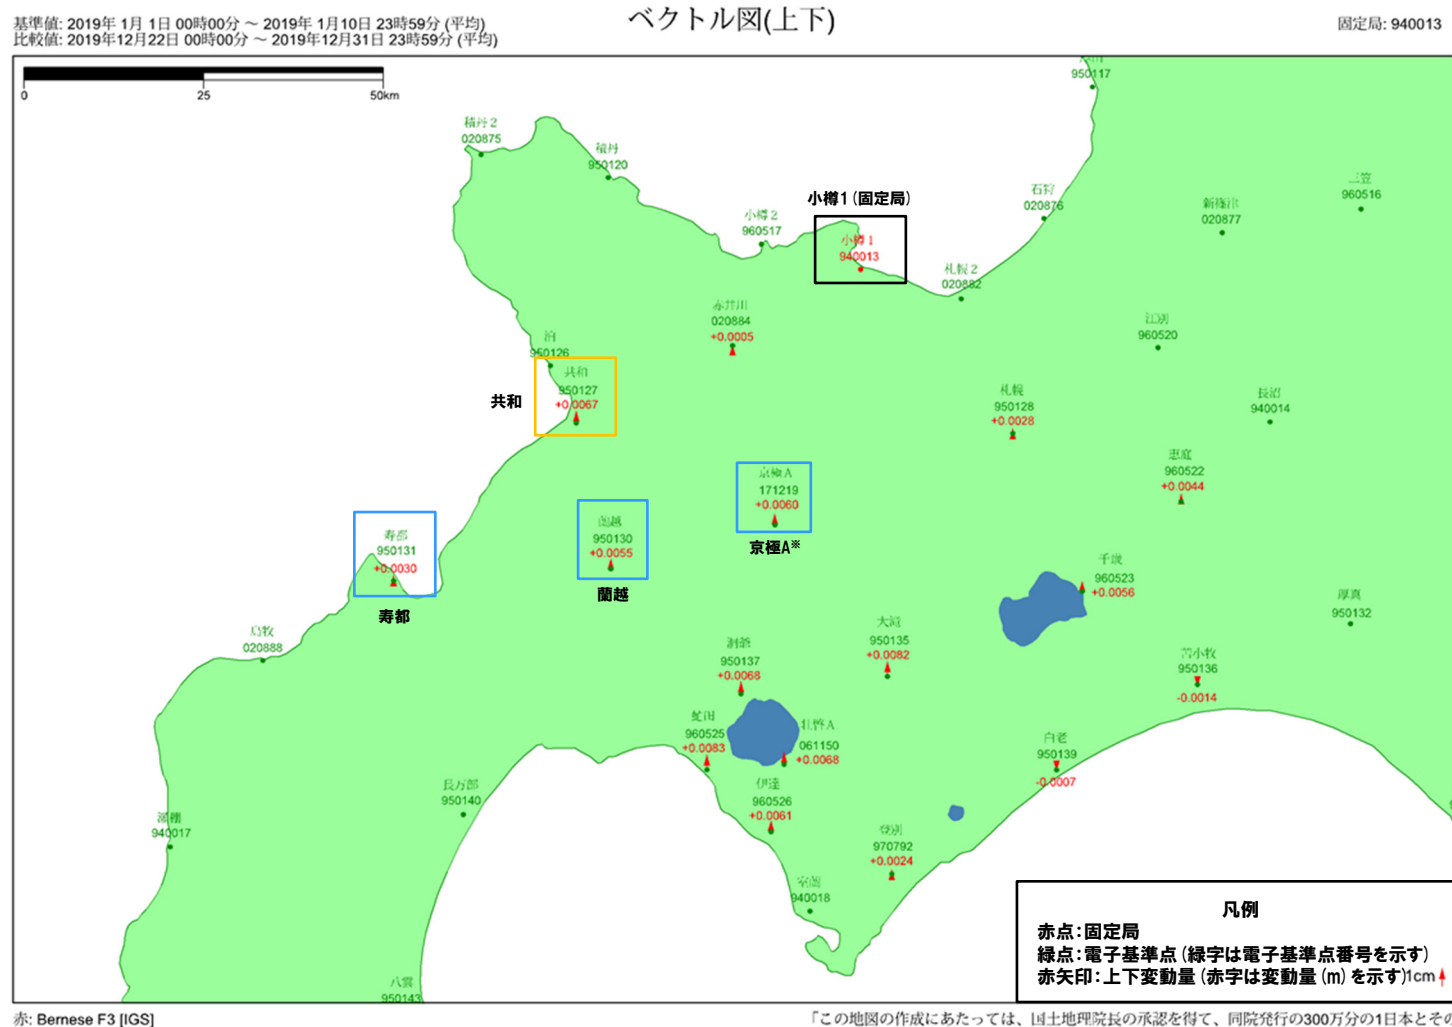 ベクトル図(上下)
基準値: 2019年 1月 1日 00時00分 ～ 2019年 1月10日 23時59分 (平均)
比較値: 2019年12月22日 00時00分 ～ 2019年12月31日 23時59分 (平均)
固定局: 940013
0 25 50km
950117
積丹2
020875
積丹
950120
小樽1(固定局)
小樽2
960517
小樽1
940013
石狩
020876
新篠津
020877
三笠
960516
札幌2
020882
赤井川
020884
+0.0005
江別
960520
泊
950126
共和
共和
950127
+0.0067
札幌
950128
+0.0028
長沼
940014
恵庭
960522
+0.0044
京極A
171219
+0.0060
京極A※
蘭越
950130
+0.0055
蘭越
寿都
950131
+0.0030
寿都
千歳
960523
+0.0056
厚真
950132
島牧
020888
大滝
950135
+0.0082
洞爺
950137
+0.0068
苫小牧
950136
-0.0014
虻田
960525
+0.0083
壮瞥A
061150
+0.0068
白老
950139
-0.0007
長万部
950140
伊達
960526
+0.0061
瀬棚
940017
登別
970792
+0.0024
室蘭
940018
八雲
950143
凡例
赤点：固定局
緑点：電子基準点（緑字は電子基準点番号を示す）
赤矢印：上下変動量（赤字は変動量(m)を示す）1cm
赤: Bernese F3 [IGS]
「この地図の作成にあたっては、国土地理院長の承認を得て、同院発行の300万分の1日本とその